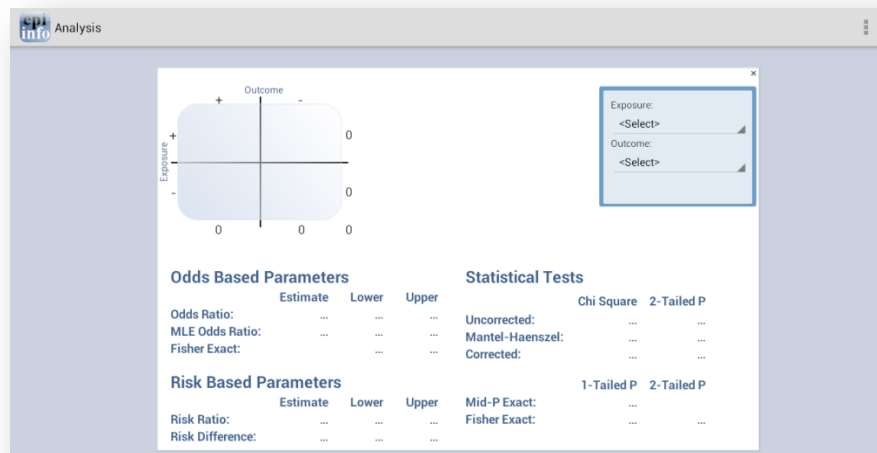 epi info Analysis
×
Outcome
+ -
Exposure
+ 0
- 0
0 0 0
Exposure:
<Select>
Outcome:
<Select>
Odds Based Parameters
Estimate Lower Upper
Odds Ratio: ... ... ...
MLE Odds Ratio: ... ... ...
Fisher Exact: ... ...
Risk Based Parameters
Estimate Lower Upper
Risk Ratio: ... ... ...
Risk Difference: ... ... ...
Statistical Tests
Chi Square 2-Tailed P
Uncorrected: ... ...
Mantel-Haenszel: ... ...
Corrected: ... ...
1-Tailed P 2-Tailed P
Mid-P Exact: ...
Fisher Exact: ... ...